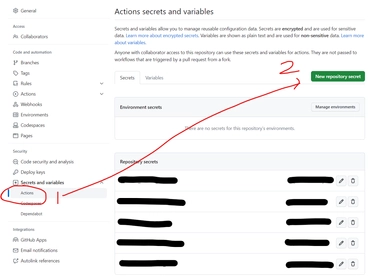 General
Access
Collaborators
Code and automation
Branches
Tags
Rules
Actions
Webhooks
Environments
Codespaces
Pages
Security
Code security and analysis
Deploy keys
Secrets and variables
Actions
Dependabot
Integrations
GitHub Apps
Email notifications
Autolink references
1
Actions secrets and variables
Secrets and variables allow you to manage reusable configuration data. Secrets are encrypted and are used for sensitive
data. Learn more about encrypted secrets. Variables are shown as plain text and are used for non-sensitive data. Learn more
about variables.
Anyone with collaborator access to this repository can use these secrets and variables for actions. They are not passed to
workflows that are triggered by a pull request from a fork.
2
Secrets
Variables
New repository secret
Environment secrets
Manage environments
There are no secrets for this repository's environments.
Repository secrets